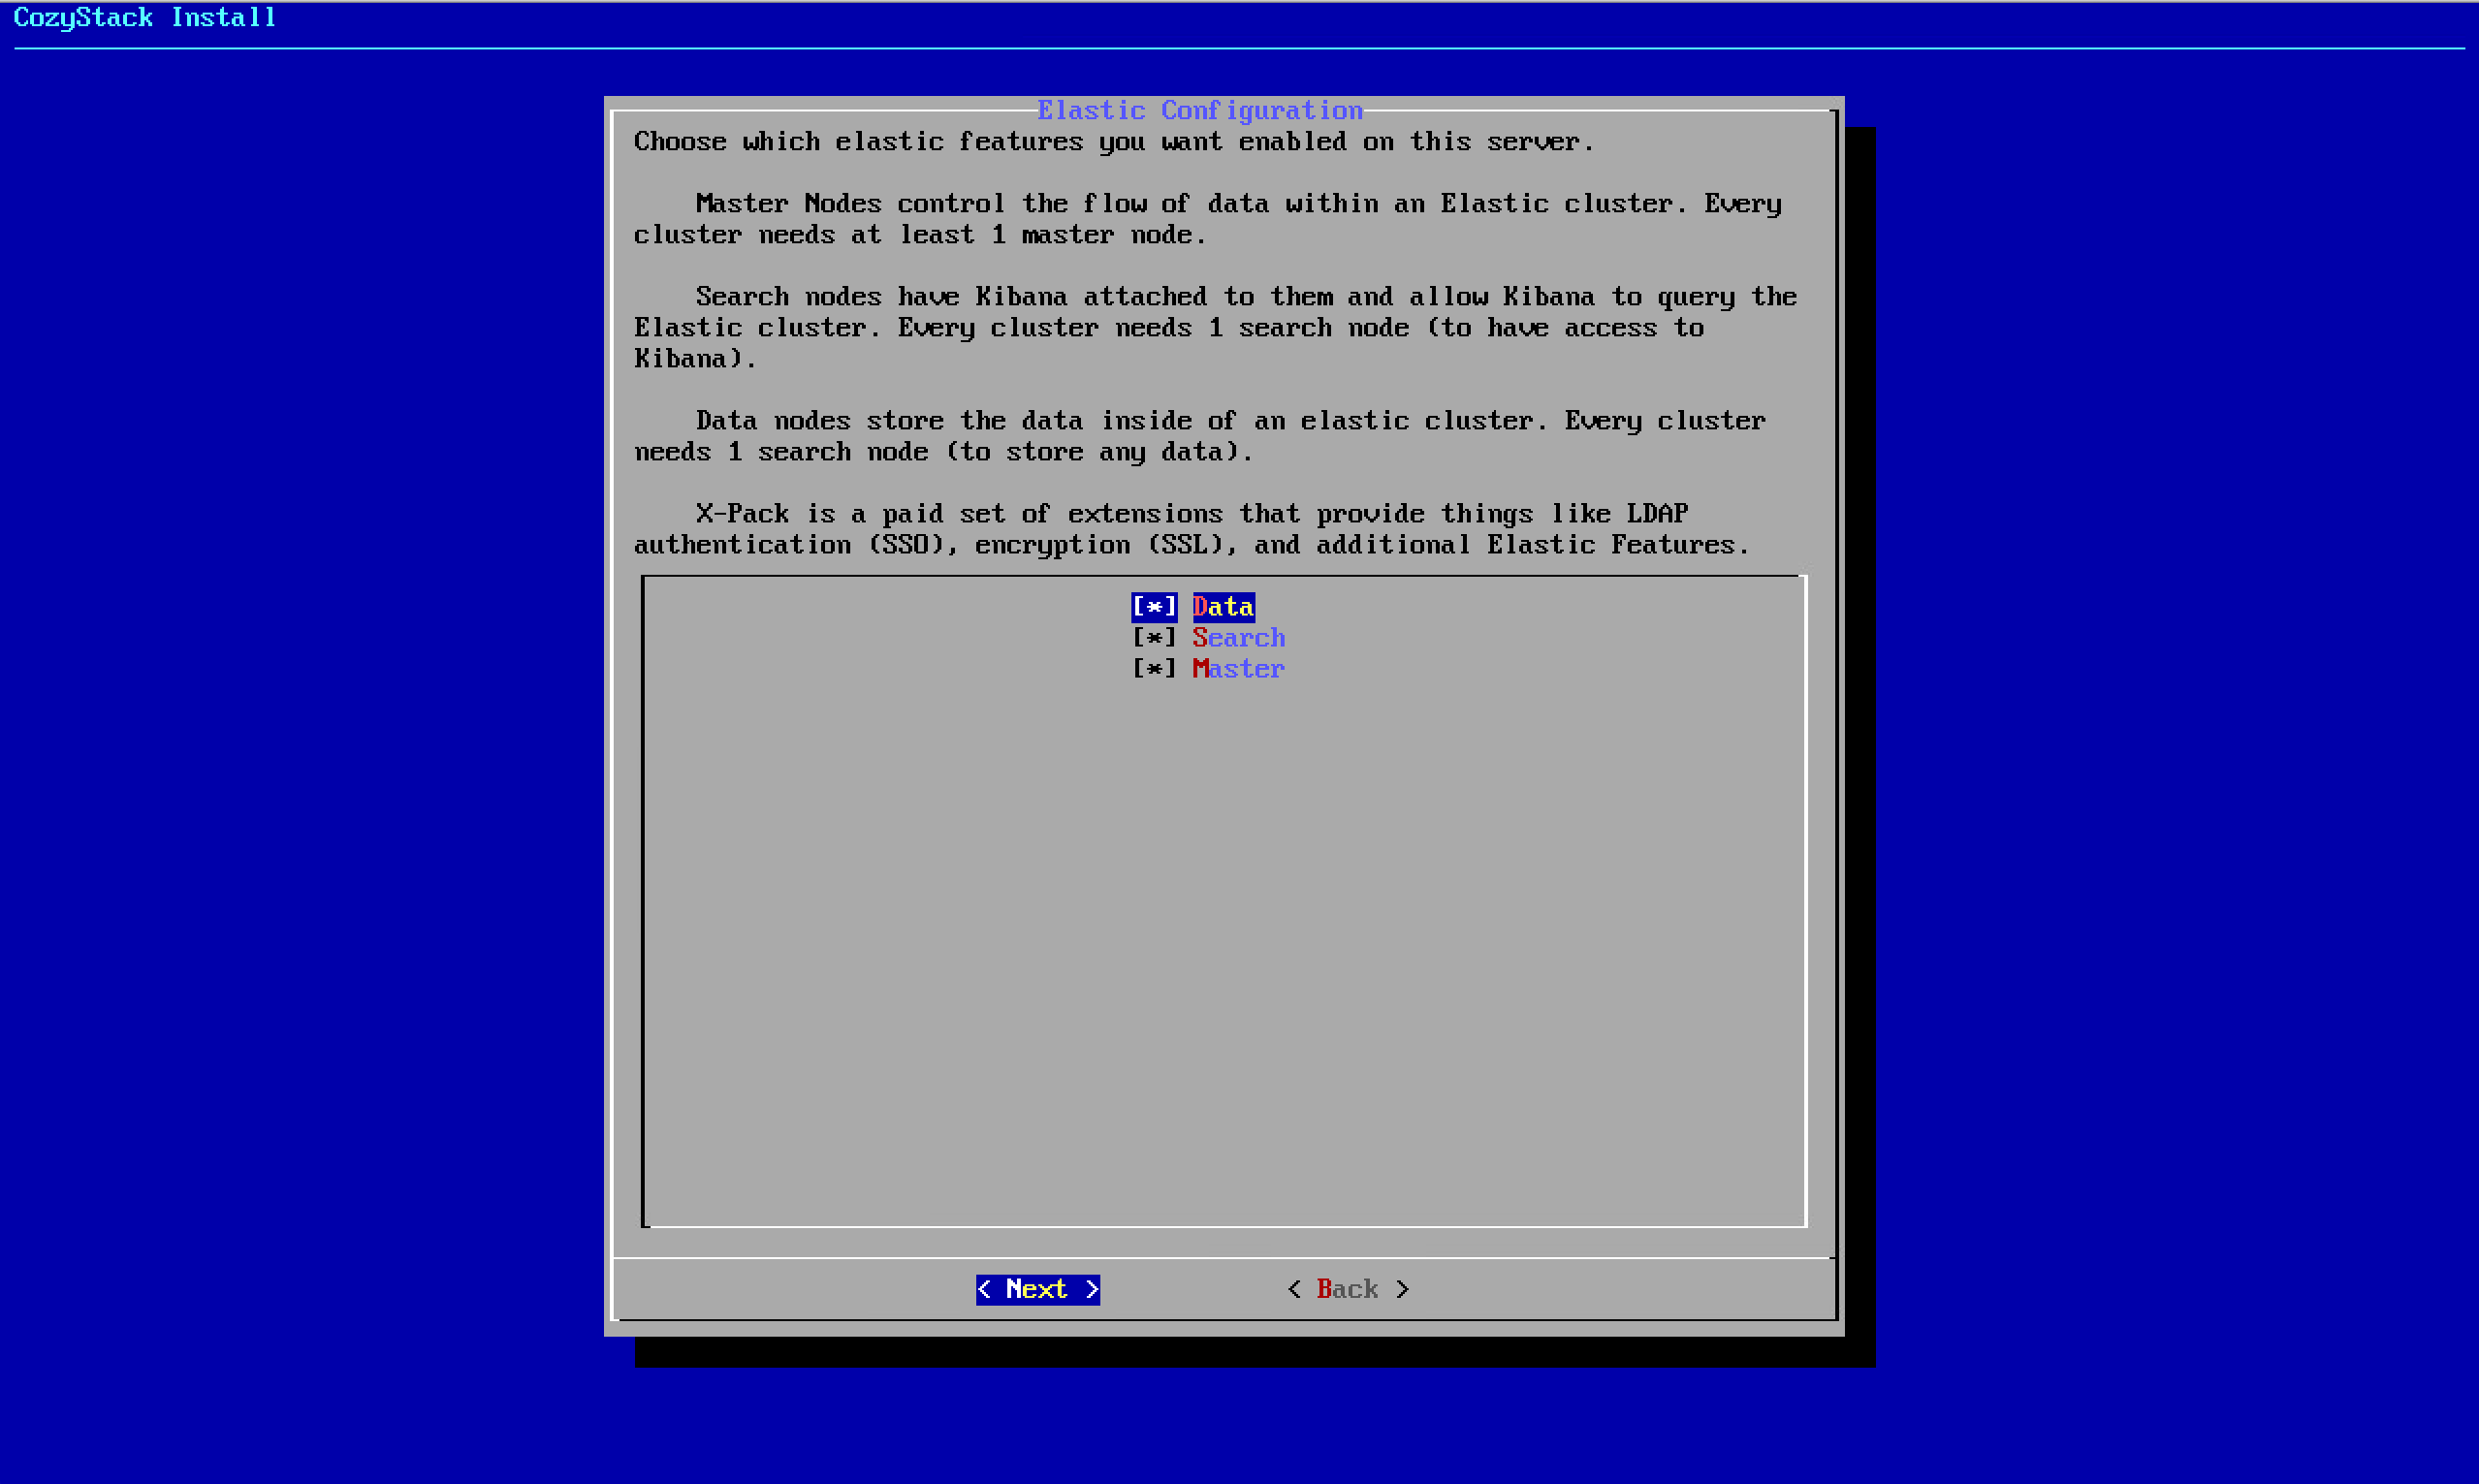 CozyStack Install
Elastic Configuration
Choose which elastic features you want enabled on this server.
Master Nodes control the flow of data within an Elastic cluster. Every
cluster needs at least 1 master node.
Search nodes have Kibana attached to them and allow Kibana to query the
Elastic cluster. Every cluster needs 1 search node (to have access to
Kibana).
Data nodes store the data inside of an elastic cluster. Every cluster
needs 1 search node (to store any data).
X-Pack is a paid set of extensions that provide things like LDAP
authentication (SSO), encryption (SSL), and additional Elastic Features.
[*] Data
[*] Search
[*] Master
< Next > < Back >